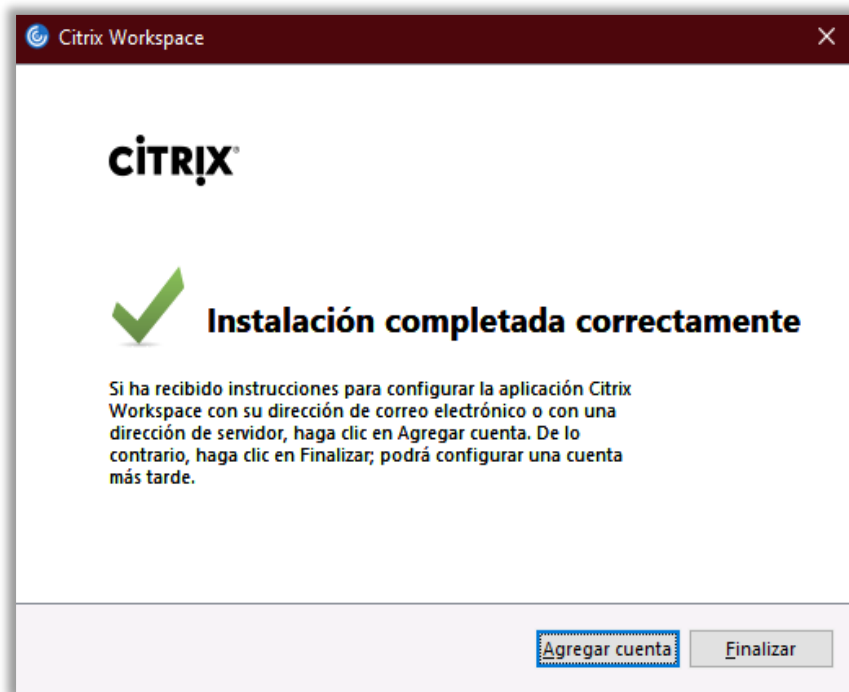 Citrix Workspace
CİTRIX®
Instalación completada correctamente
Si ha recibido instrucciones para configurar la aplicación Citrix
Workspace con su dirección de correo electrónico o con una
dirección de servidor, haga clic en Agregar cuenta. De lo
contrario, haga clic en Finalizar; podrá configurar una cuenta
más tarde.
Agregar cuenta
Finalizar